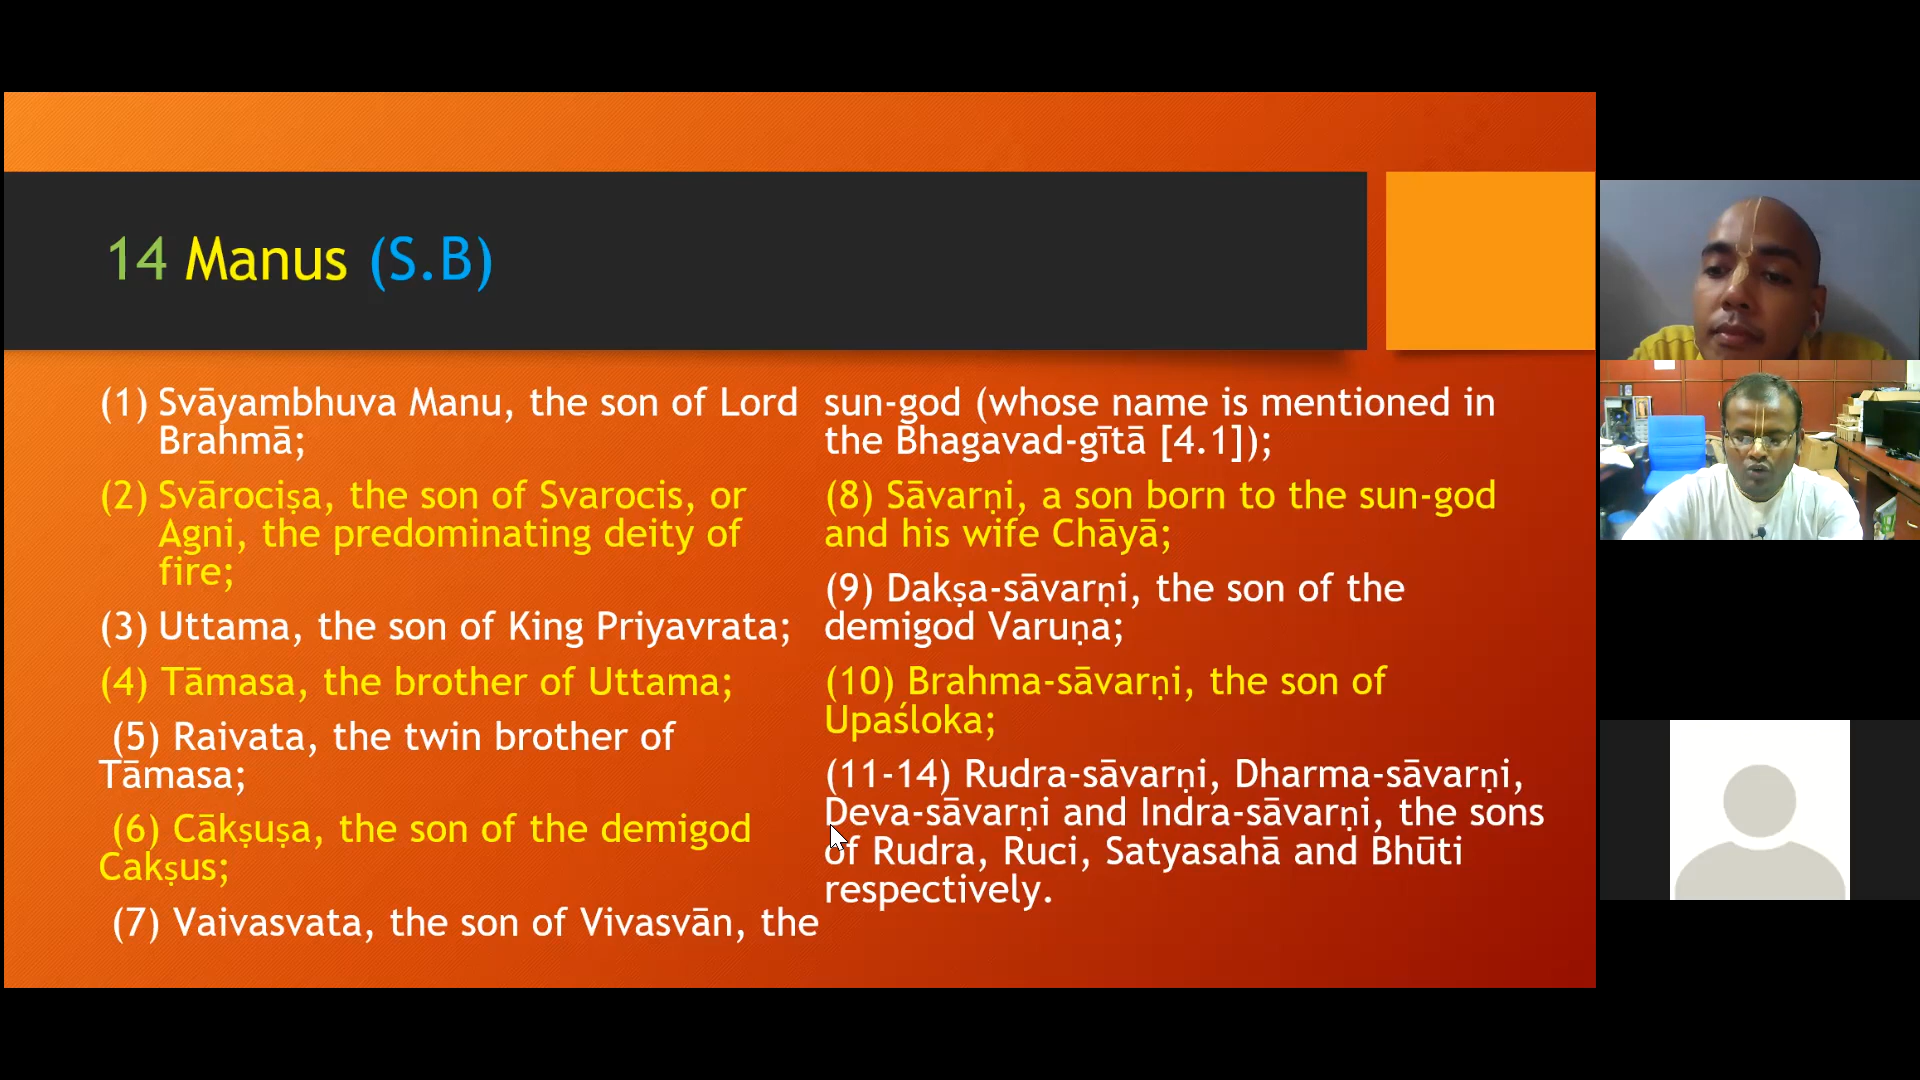 14 Manus (S.B)
(1) Svāyambhuva Manu, the son of Lord
Brahmā;
(2) Svārociṣa, the son of Svarocis, or
Agni, the predominating deity of
fire;
(3) Uttama, the son of King Priyavrata;
(4) Tāmasa, the brother of Uttama;
(5) Raivata, the twin brother of
Tāmasa;
(6) Cākṣuṣa, the son of the demigod
Cakṣus;
(7) Vaivasvata, the son of Vivasvān, the
sun-god (whose name is mentioned in
the Bhagavad-gītā [4.1]);
(8) Sāvarṇi, a son born to the sun-god
and his wife Chāyā;
(9) Dakṣa-sāvarṇi, the son of the
demigod Varuṇa;
(10) Brahma-sāvarṇi, the son of
Upaśloka;
(11-14) Rudra-sāvarṇi, Dharma-sāvarṇi,
Deva-sāvarṇi and Indra-sāvarṇi, the sons
of Rudra, Ruci, Satyasahā and Bhūti
respectively.